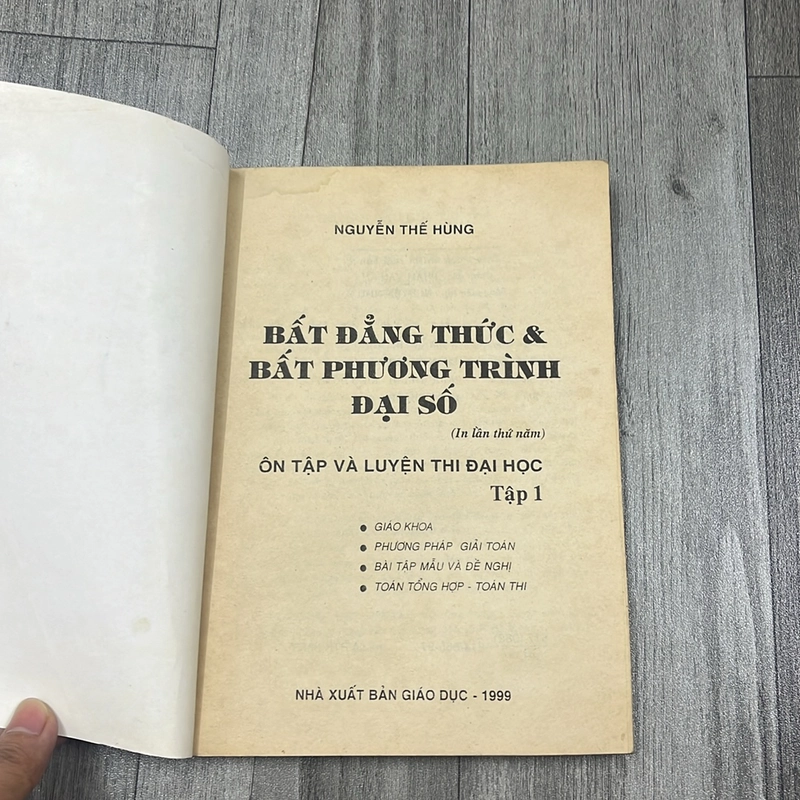 NGUYỄN THẾ HÙNG
BẤT ĐẲNG THỨC &
BẤT PHƯƠNG TRÌNH
ĐẠI SỐ
(In lần thứ năm)
ÔN TẬP VÀ LUYỆN THI ĐẠI HỌC
Tập 1
● GIÁO KHOA
● PHƯƠNG PHÁP GIẢI TOÁN
● BÀI TẬP MẪU VÀ ĐỀ NGHỊ
● TOÁN TỔNG HỢP - TOÁN THI
NHÀ XUẤT BẢN GIÁO DỤC - 1999